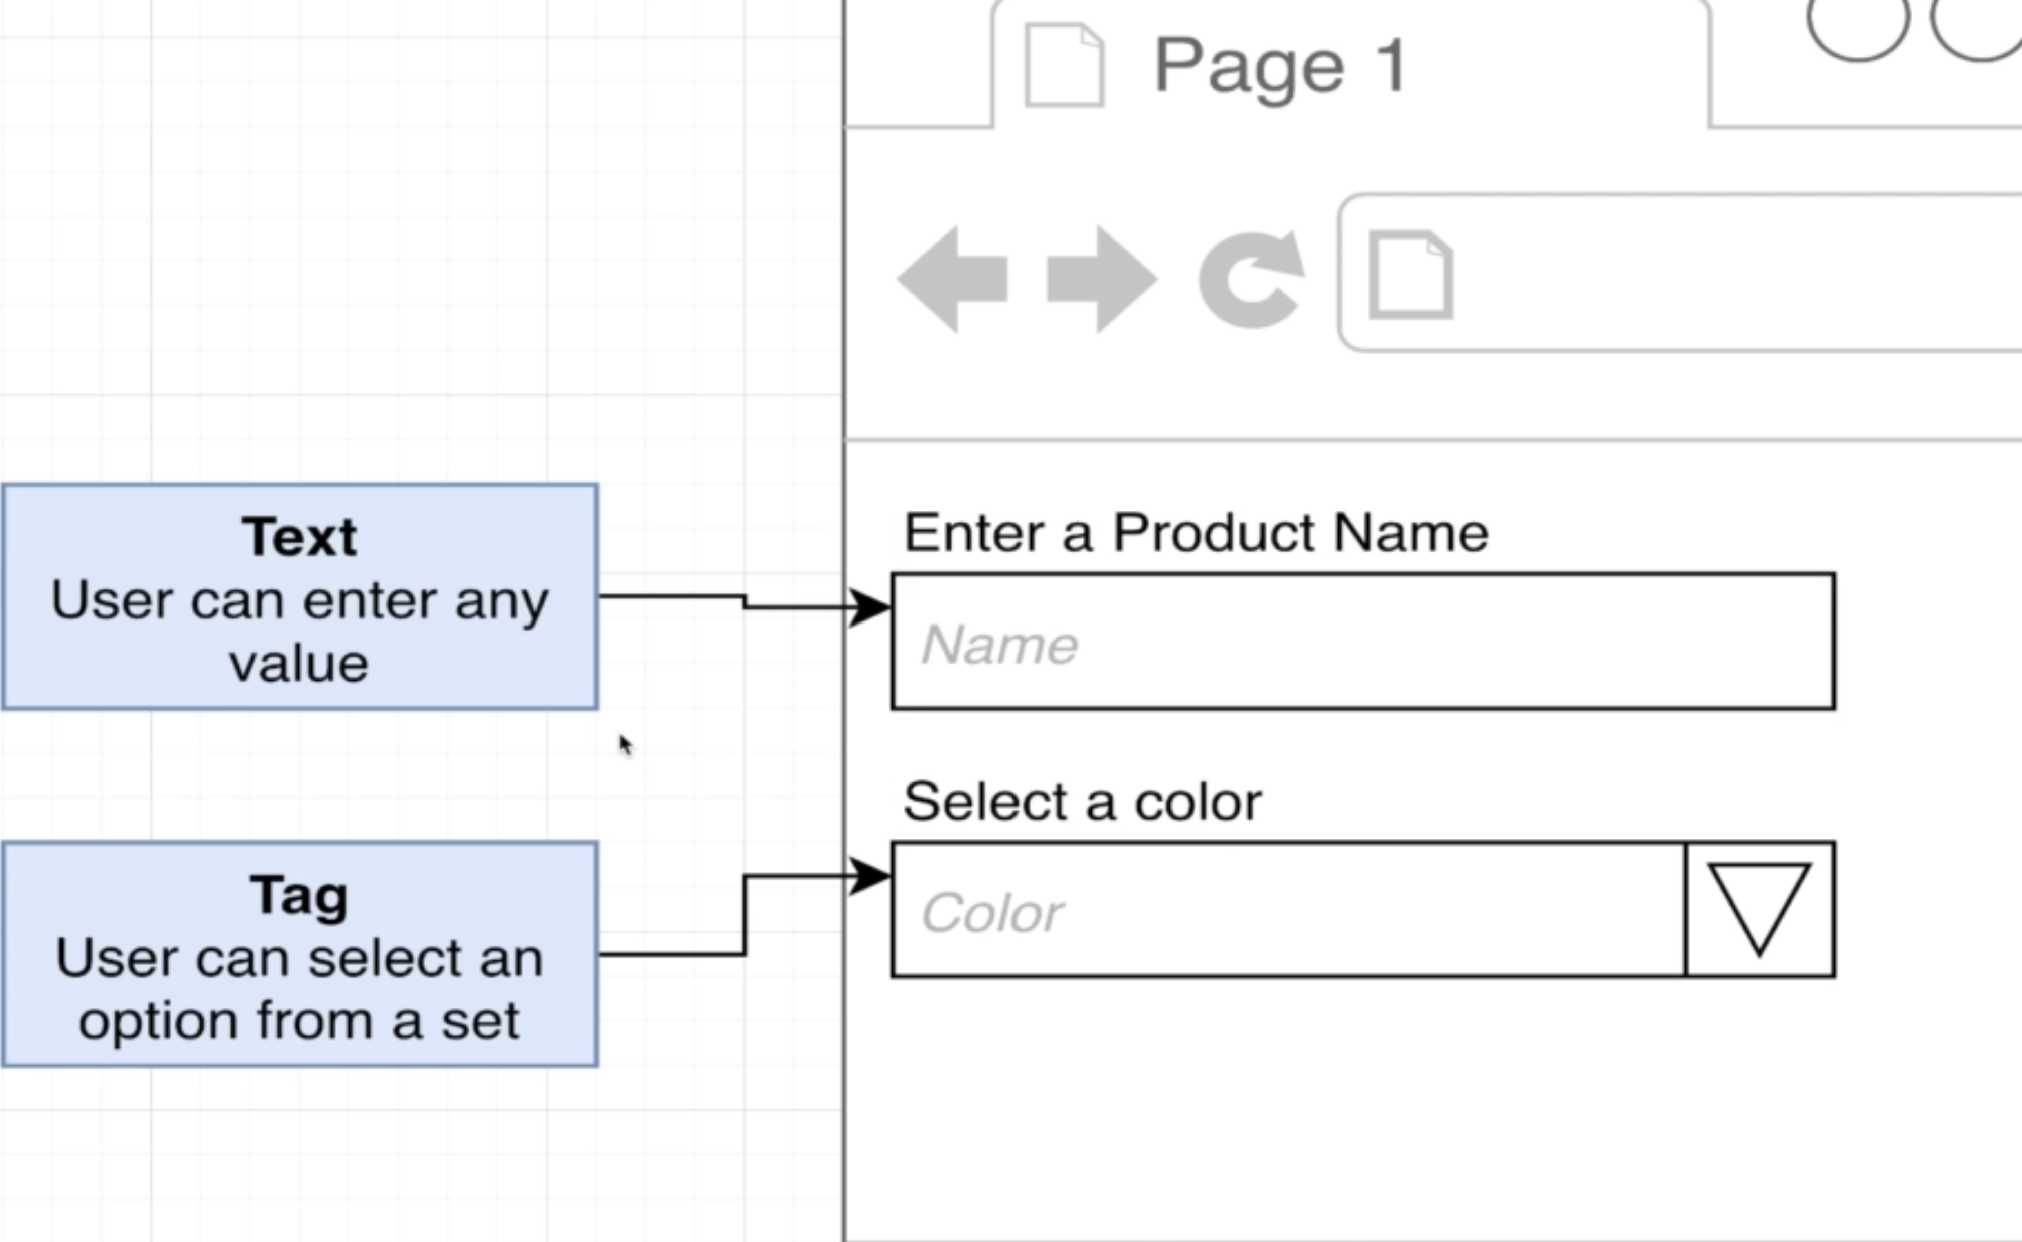 Page 1
Text
User can enter any
value
Enter a Product Name
Name
Tag
User can select an
option from a set
Select a color
Color